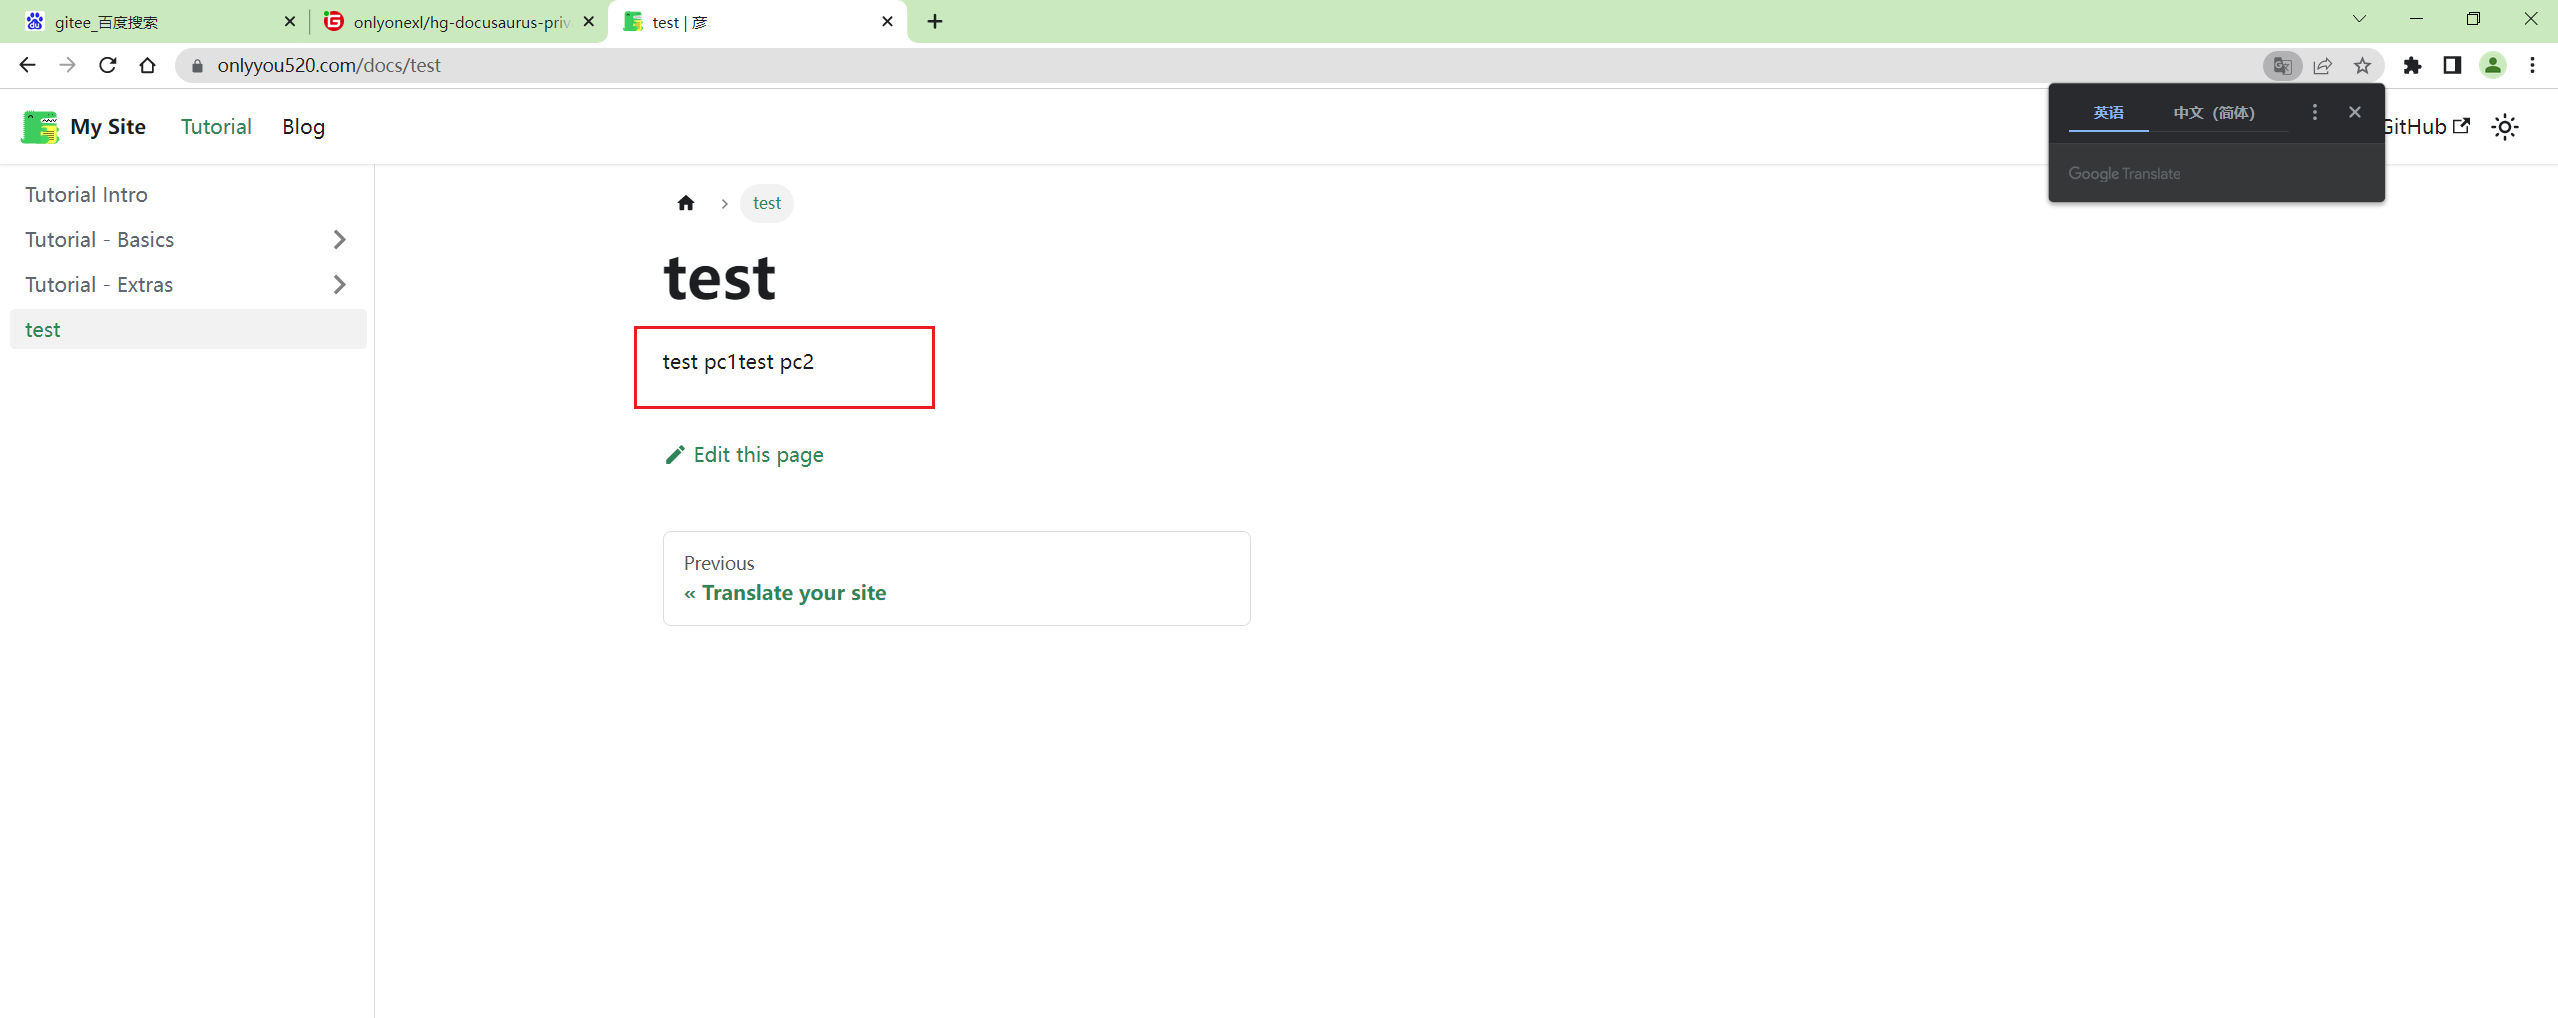 gitee_百度搜索
onlyonexl/hg-docusaurus-priv
test | 彦
onlyyou520.com/docs/test
英语
中文（简体）
Google Translate
My Site
Tutorial
Blog
GitHub
Tutorial Intro
Tutorial - Basics
Tutorial - Extras
test
test
test
test pc1test pc2
Edit this page
Previous
« Translate your site